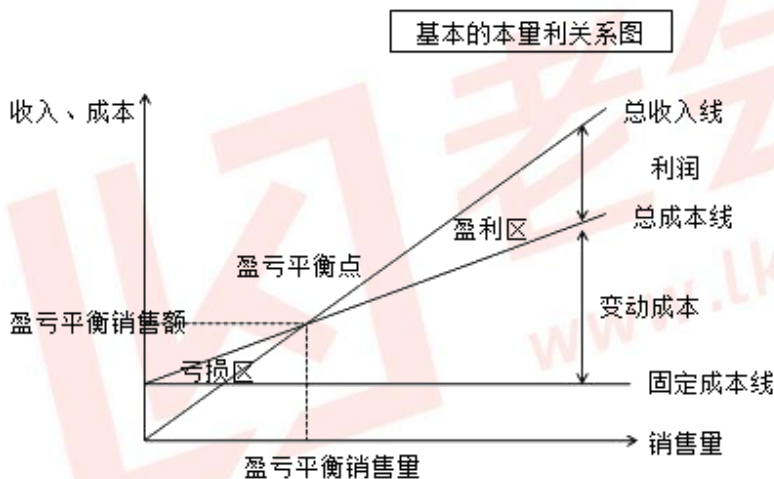 基本的本量利关系图
收入、成本
总收入线
利润
总成本线
盈利区
盈亏平衡点
变动成本
盈亏平衡销售额
亏损区
固定成本线
销售量
盈亏平衡销售量
www.lk